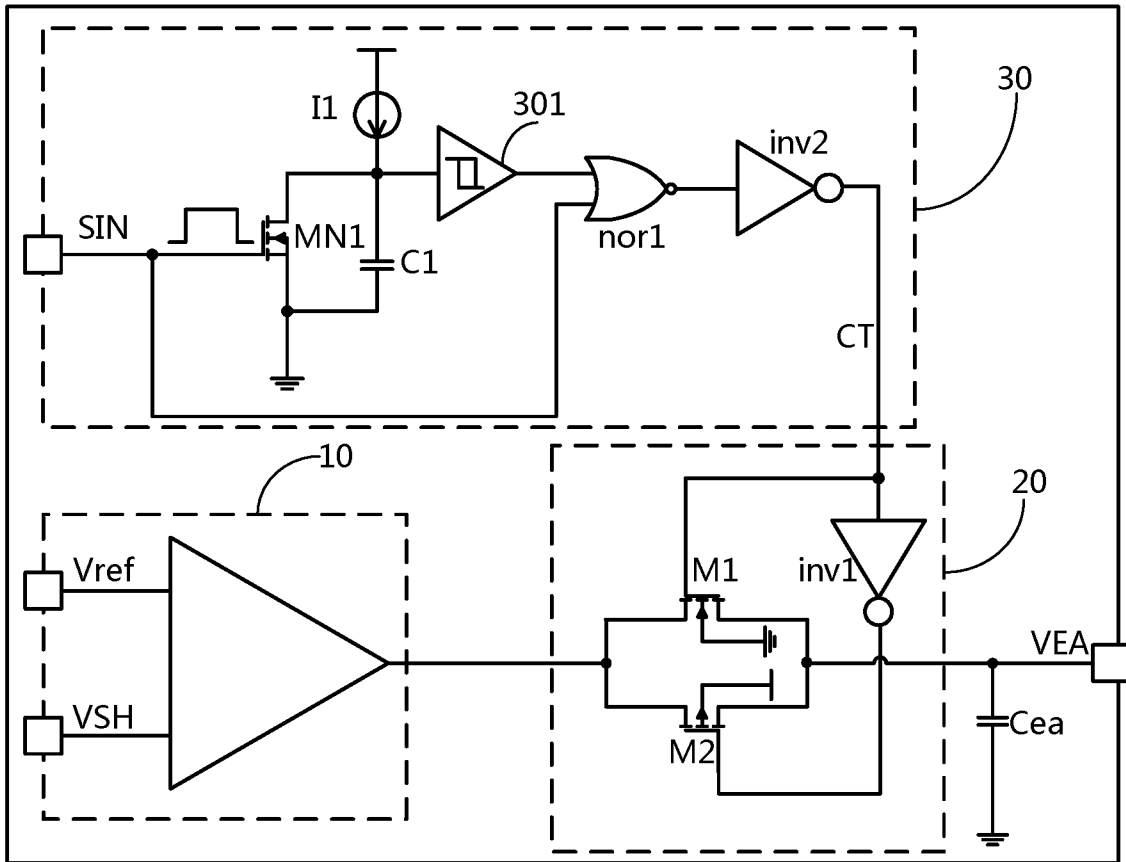 30
I1
301
inv2
SIN
MN1
nor1
C1
CT
10
20
Vref
M1
inv1
VEA
VSH
M2
Cea